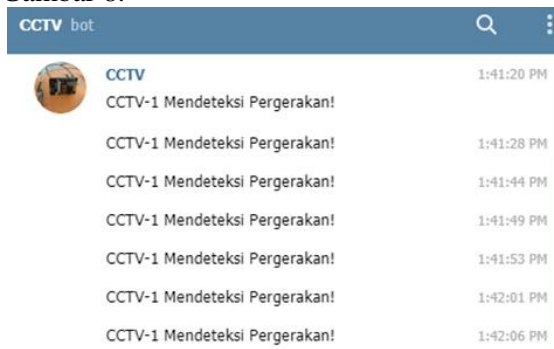 CCTV bot
CCTV 1:41:20 PM
CCTV-1 Mendeteksi Pergerakan!
CCTV-1 Mendeteksi Pergerakan! 1:41:28 PM
CCTV-1 Mendeteksi Pergerakan! 1:41:44 PM
CCTV-1 Mendeteksi Pergerakan! 1:41:49 PM
CCTV-1 Mendeteksi Pergerakan! 1:41:53 PM
CCTV-1 Mendeteksi Pergerakan! 1:42:01 PM
CCTV-1 Mendeteksi Pergerakan! 1:42:06 PM